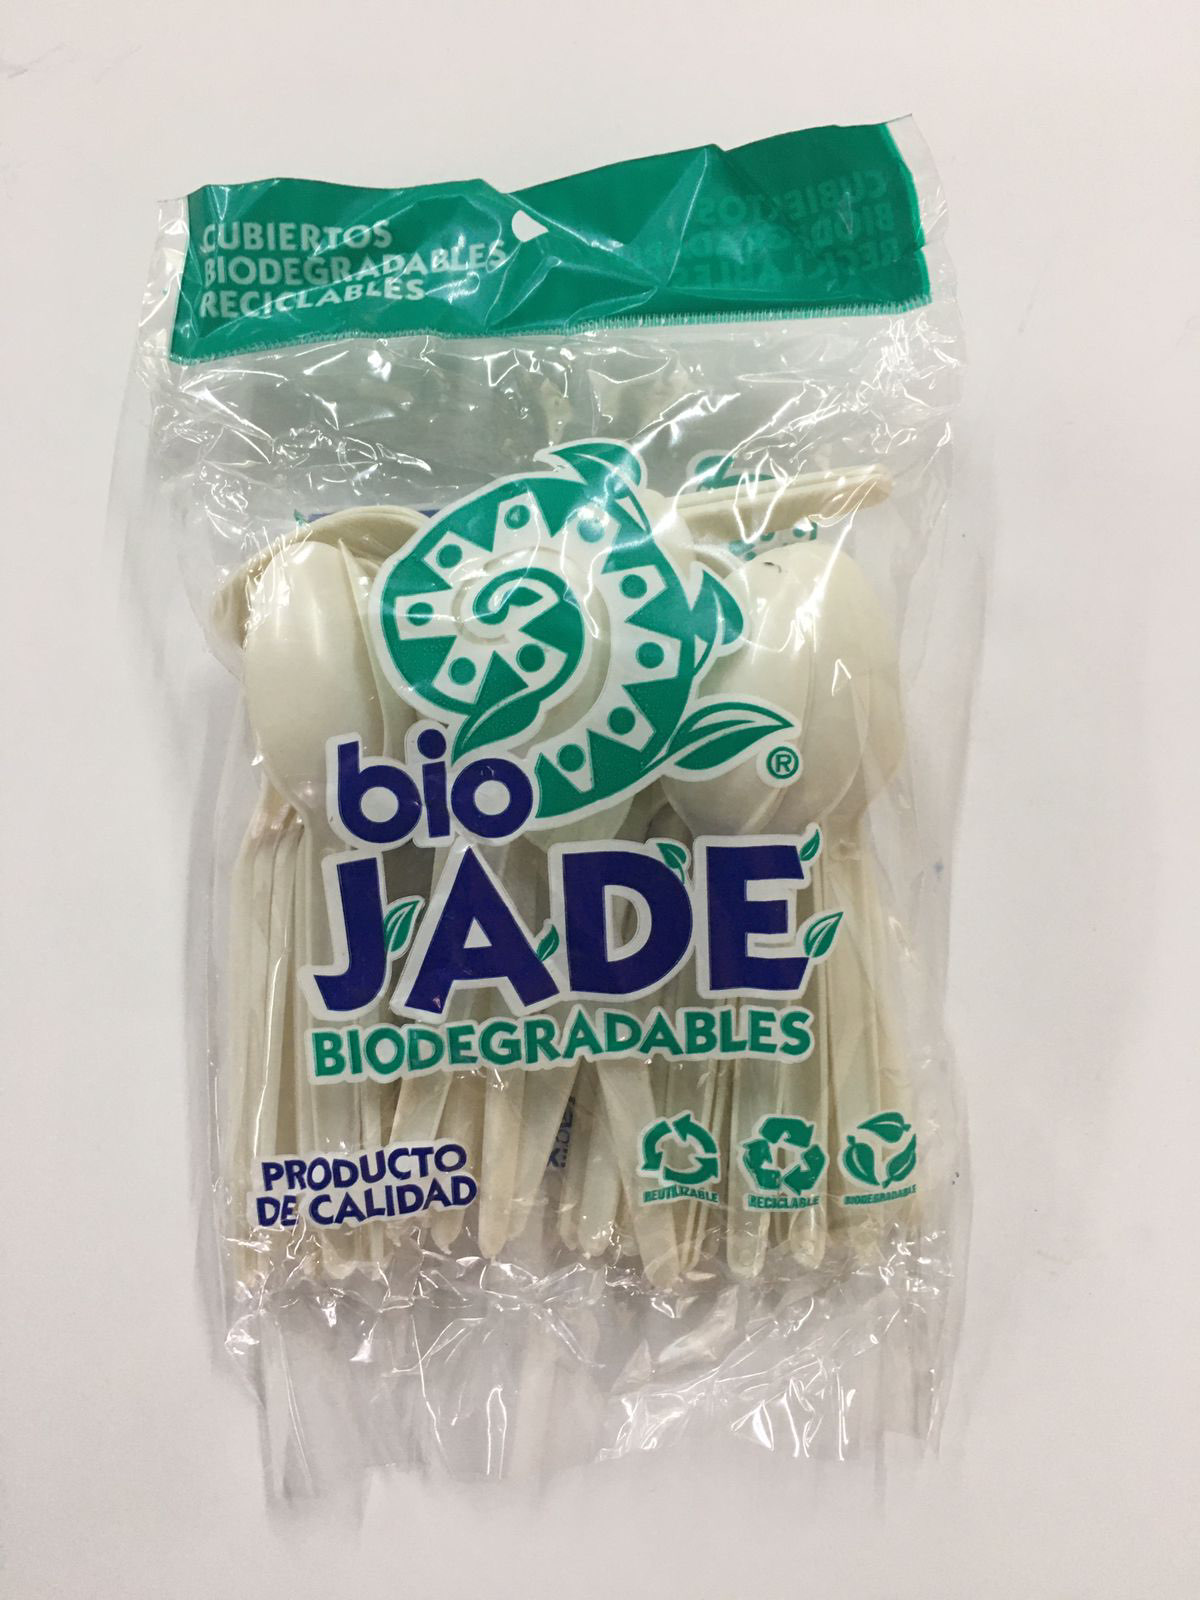 CUBIERTOS
BIODEGRADABLES
RECICLABLES
bio
®
JADE
BIODEGRADABLES
PRODUCTO
DE CALIDAD
REUTILIZABLE
RECICLABLE
BIODEGRADABLE